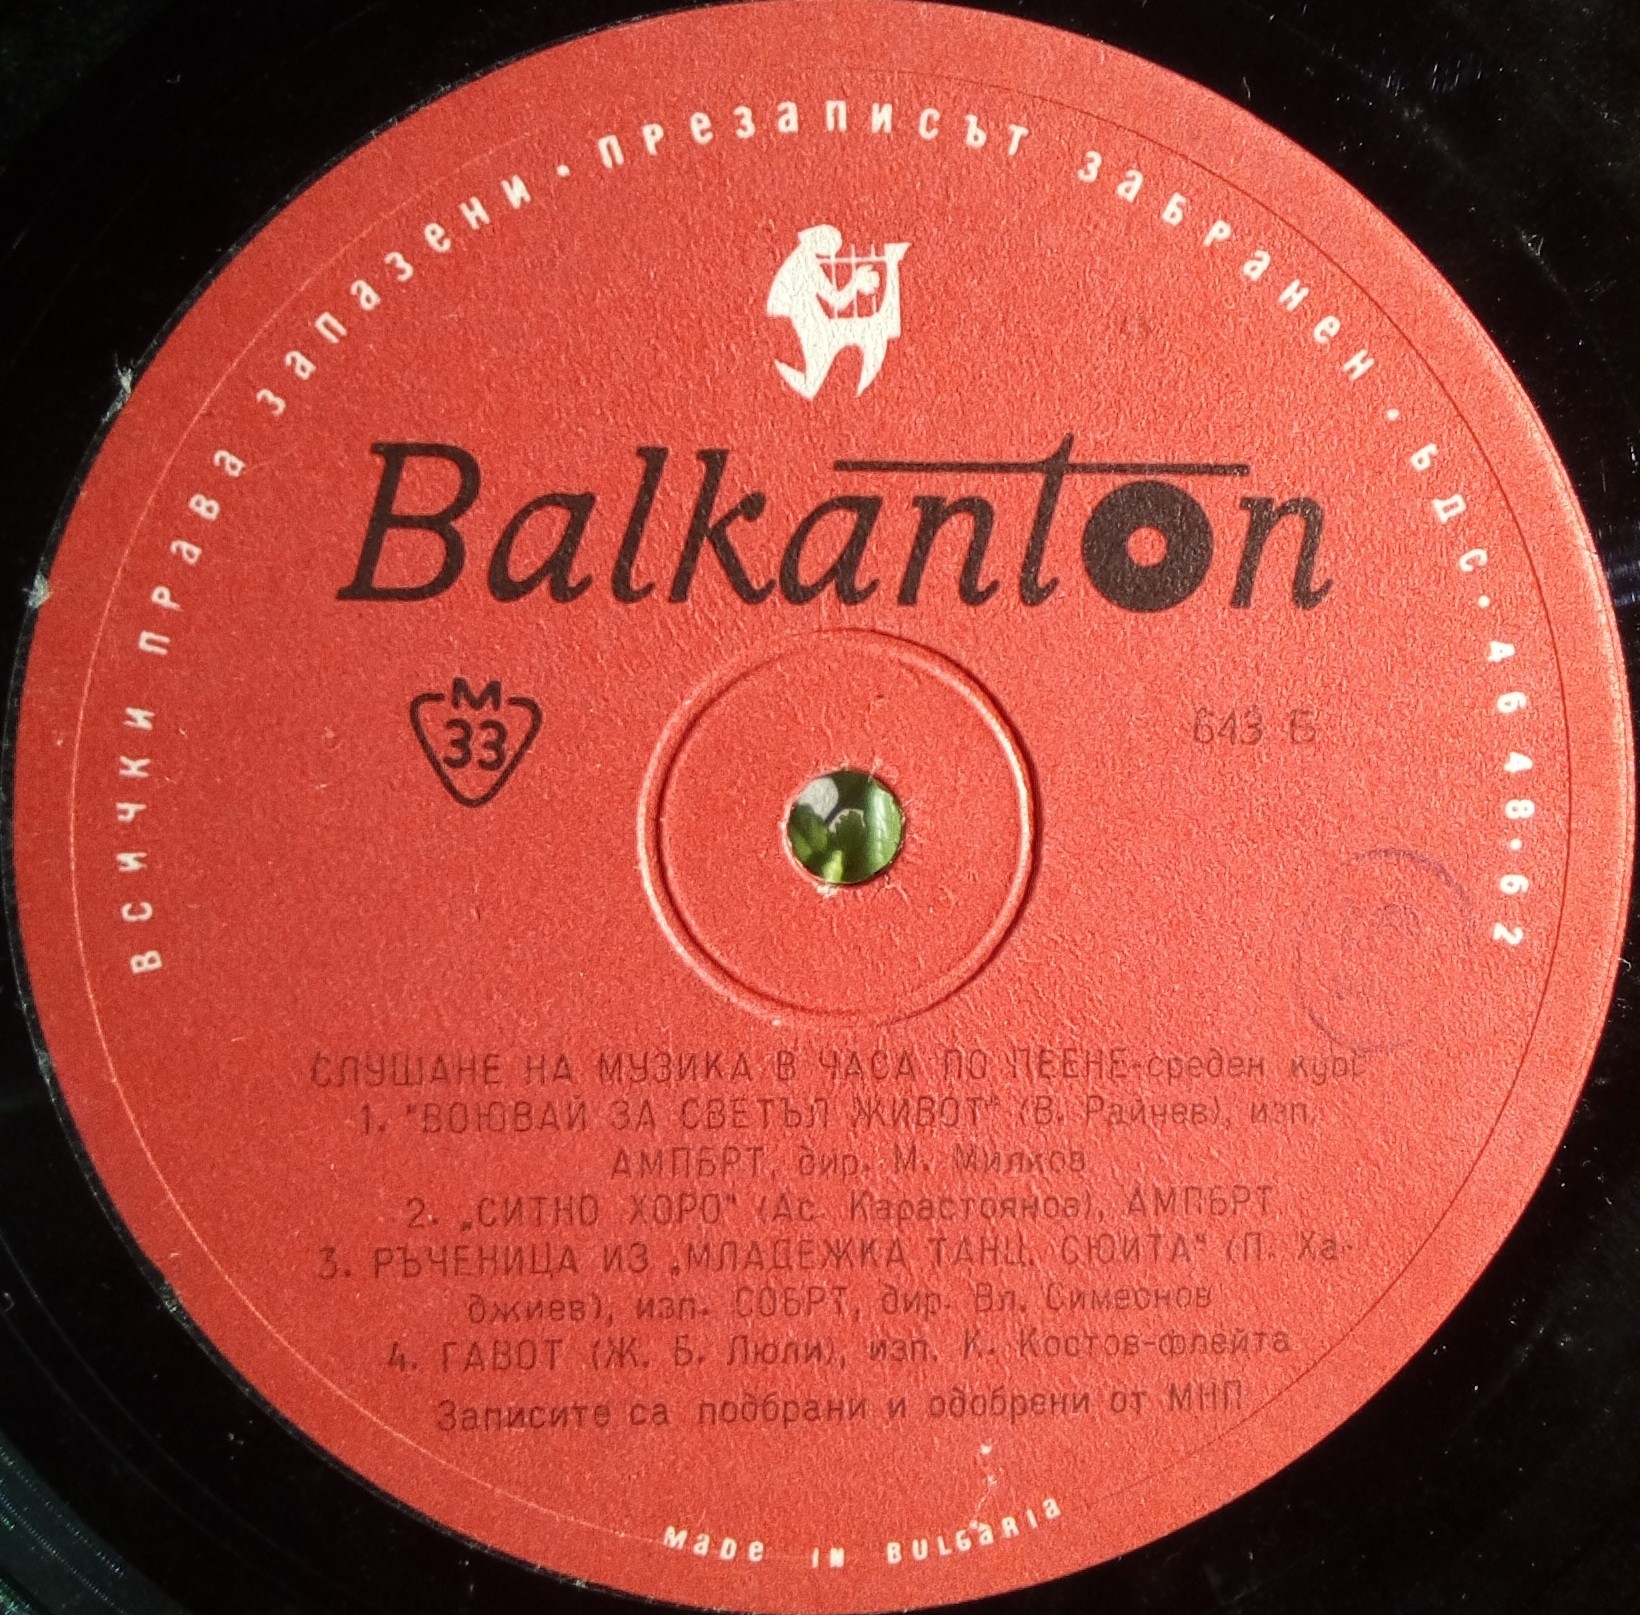 всички права запазени · презаписът забранен · бдс · а 648 · 62
Balkanton
М
33
643 Б
СЛУШАНЕ НА МУЗИКА В ЧАСА ПО ПЕЕНЕ-среден курс
1. "ВОЮВАЙ ЗА СВЕТЪЛ ЖИВОТ" (В. Райчев), изп.
АМПБРТ, дир. М. Милков
2. „СИТНО ХОРО" (Ас. Карастоянов), АМПБРТ
3. РЪЧЕНИЦА ИЗ „МЛАДЕЖКА ТАНЦ. СЮИТА" (П. Ха-
джиев), изп. СОБРТ, дир. Вл. Симеонов
4. ГАВОТ (Ж. Б. Люли), изп. К. Костов-флейта
Записите са подбрани и одобрени от МНП
Made in Bulgaria